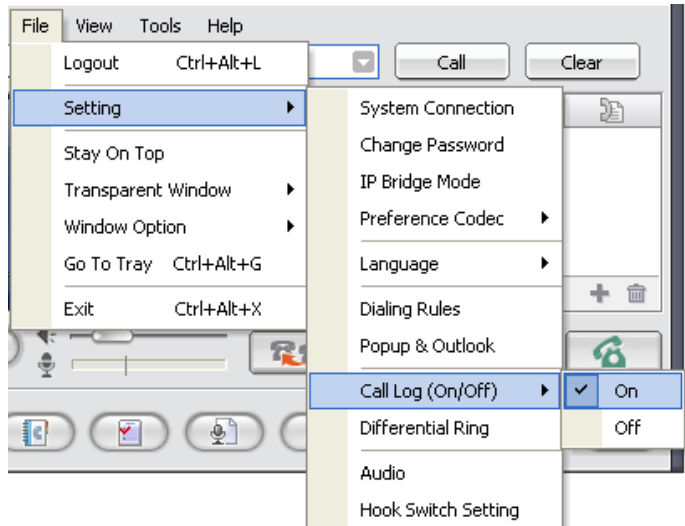 File View Tools Help
Logout Ctrl+Alt+L
Call Clear
Setting
Stay On Top
Transparent Window
Window Option
Go To Tray Ctrl+Alt+G
Exit Ctrl+Alt+X
System Connection
Change Password
IP Bridge Mode
Preference Codec
Language
Dialing Rules
Popup & Outlook
Call Log (On/Off)
Differential Ring
Audio
Hook Switch Setting
On
Off